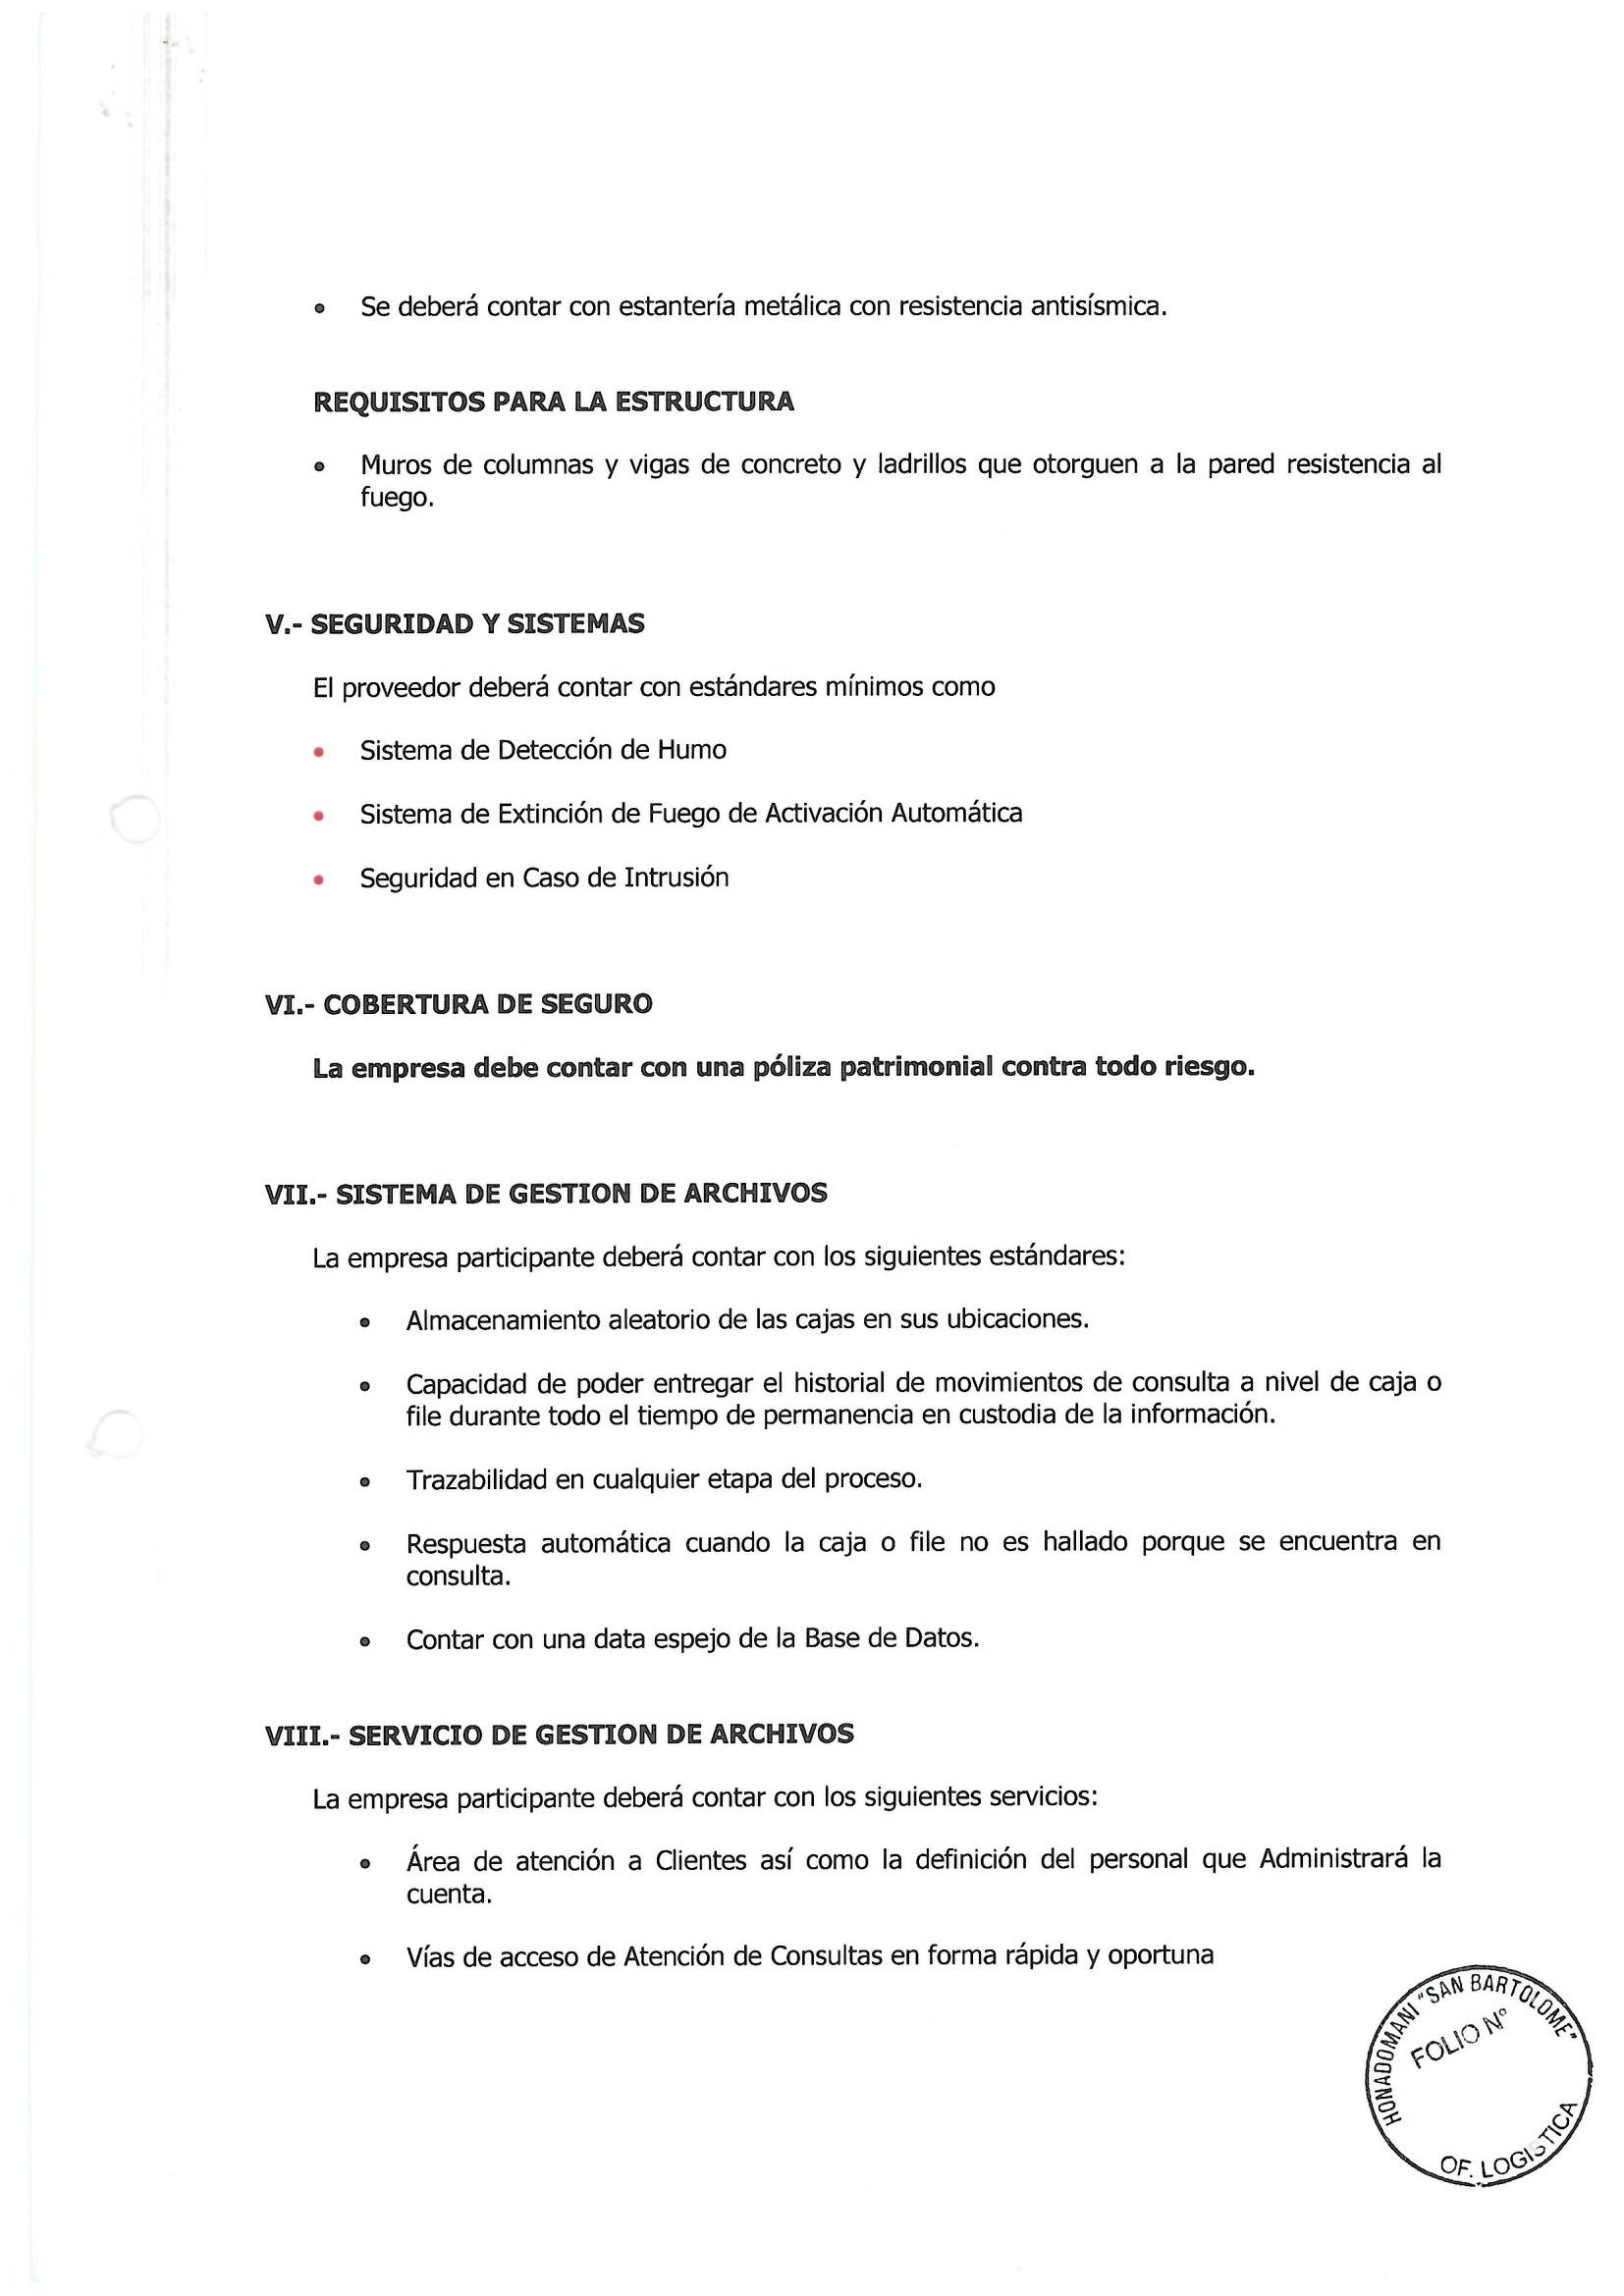 • Se deberá contar con estantería metálica con resistencia antisísmica.
REQUISITOS PARA LA ESTRUCTURA
• Muros de columnas y vigas de concreto y ladrillos que otorguen a la pared resistencia al
fuego.
V.- SEGURIDAD Y SISTEMAS
El proveedor deberá contar con estándares mínimos como
• Sistema de Detección de Humo
• Sistema de Extinción de Fuego de Activación Automática
• Seguridad en Caso de Intrusión
VI.- COBERTURA DE SEGURO
La empresa debe contar con una póliza patrimonial contra todo riesgo.
VII.- SISTEMA DE GESTION DE ARCHIVOS
La empresa participante deberá contar con los siguientes estándares:
• Almacenamiento aleatorio de las cajas en sus ubicaciones.
• Capacidad de poder entregar el historial de movimientos de consulta a nivel de caja o
file durante todo el tiempo de permanencia en custodia de la información.
• Trazabilidad en cualquier etapa del proceso.
• Respuesta automática cuando la caja o file no es hallado porque se encuentra en
consulta.
• Contar con una data espejo de la Base de Datos.
VIII.- SERVICIO DE GESTION DE ARCHIVOS
La empresa participante deberá contar con los siguientes servicios:
• Área de atención a Clientes así como la definición del personal que Administrará la
cuenta.
• Vías de acceso de Atención de Consultas en forma rápida y oportuna
HONADOMANI "SAN BARTOLOME"
FOLIO N°
OF. LOGISTICA